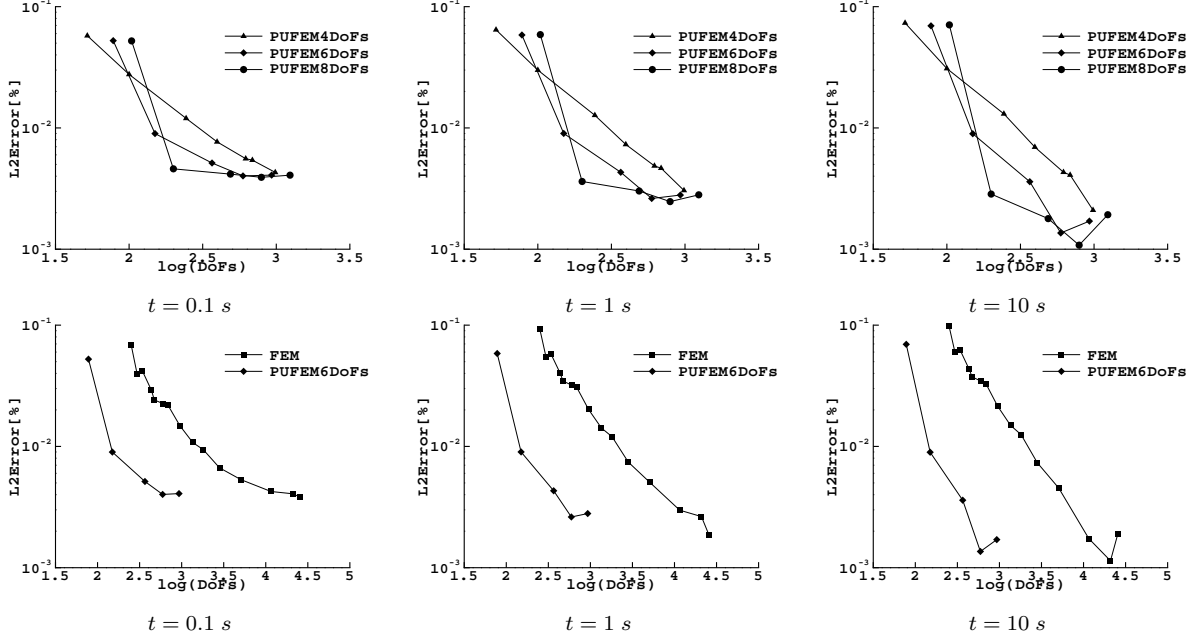 10⁻¹
10⁻²
10⁻³
L2Error[%]
PUFEM4DoFs
PUFEM6DoFs
PUFEM8DoFs
1.5 2 2.5 3 3.5
log(DoFs)
t = 0.1 s
10⁻¹
10⁻²
10⁻³
L2Error[%]
PUFEM4DoFs
PUFEM6DoFs
PUFEM8DoFs
1.5 2 2.5 3 3.5
log(DoFs)
t = 1 s
10⁻¹
10⁻²
10⁻³
L2Error[%]
PUFEM4DoFs
PUFEM6DoFs
PUFEM8DoFs
1.5 2 2.5 3 3.5
log(DoFs)
t = 10 s
10⁻¹
10⁻²
10⁻³
L2Error[%]
FEM
PUFEM6DoFs
1.5 2 2.5 3 3.5 4 4.5 5
log(DoFs)
t = 0.1 s
10⁻¹
10⁻²
10⁻³
L2Error[%]
FEM
PUFEM6DoFs
1.5 2 2.5 3 3.5 4 4.5 5
log(DoFs)
t = 1 s
10⁻¹
10⁻²
10⁻³
L2Error[%]
FEM
PUFEM6DoFs
1.5 2 2.5 3 3.5 4 4.5 5
log(DoFs)
t = 10 s